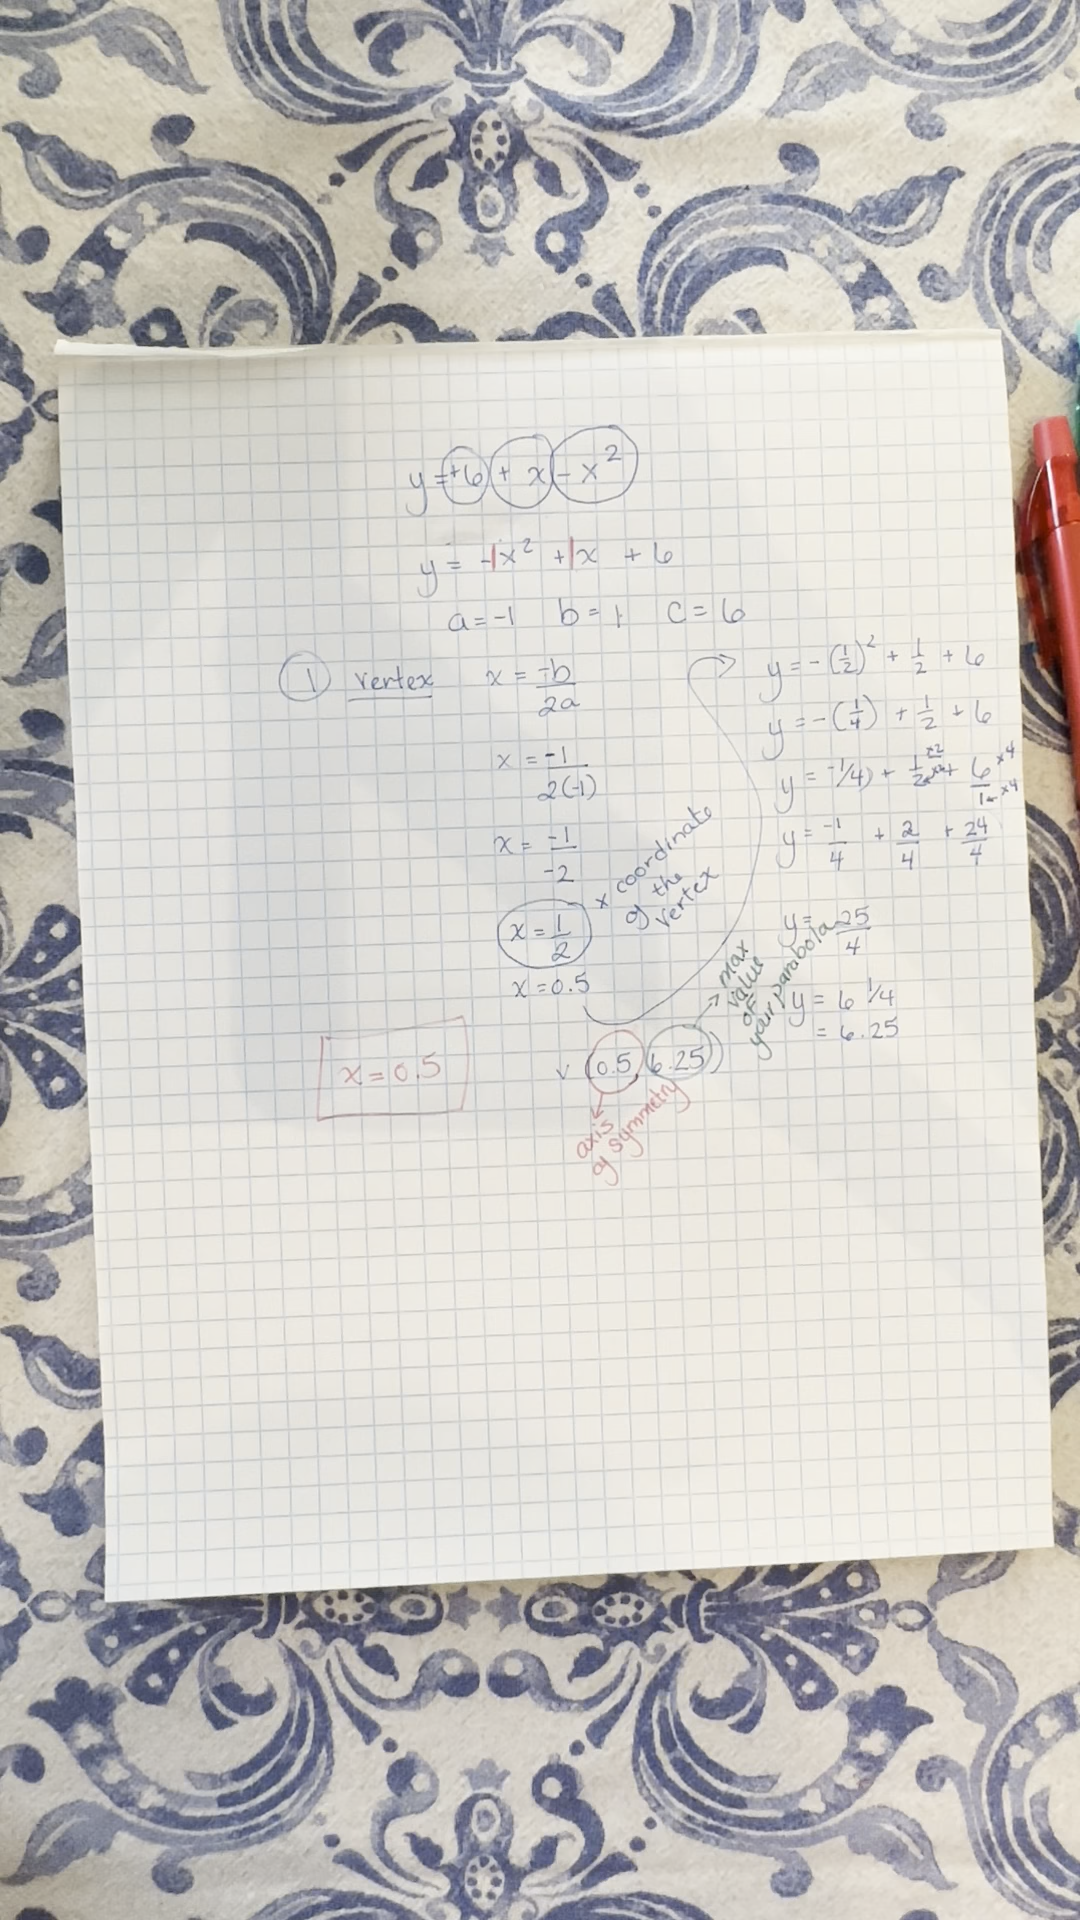 y = +6 + x - x²
y = -1x² + 1x + 6
a = -1 b = 1 c = 6
① vertex x = -b/2a
x = -1/2(-1)
x = -1/-2
x = 1/2
x coordinate
of the
vertex
x = 0.5
y = -(1/2)² + 1/2 + 6
y = -(1/4) + 1/2 + 6
y = -1/4) + 1/2 x2 + 6/1 x4 x4
y = -1/4 + 2/4 + 24/4
y = 25/4
y = 6 1/4
= 6.25
max
value
of
your parabola
V (0.5, 6.25)
axis
of symmetry
x = 0.5